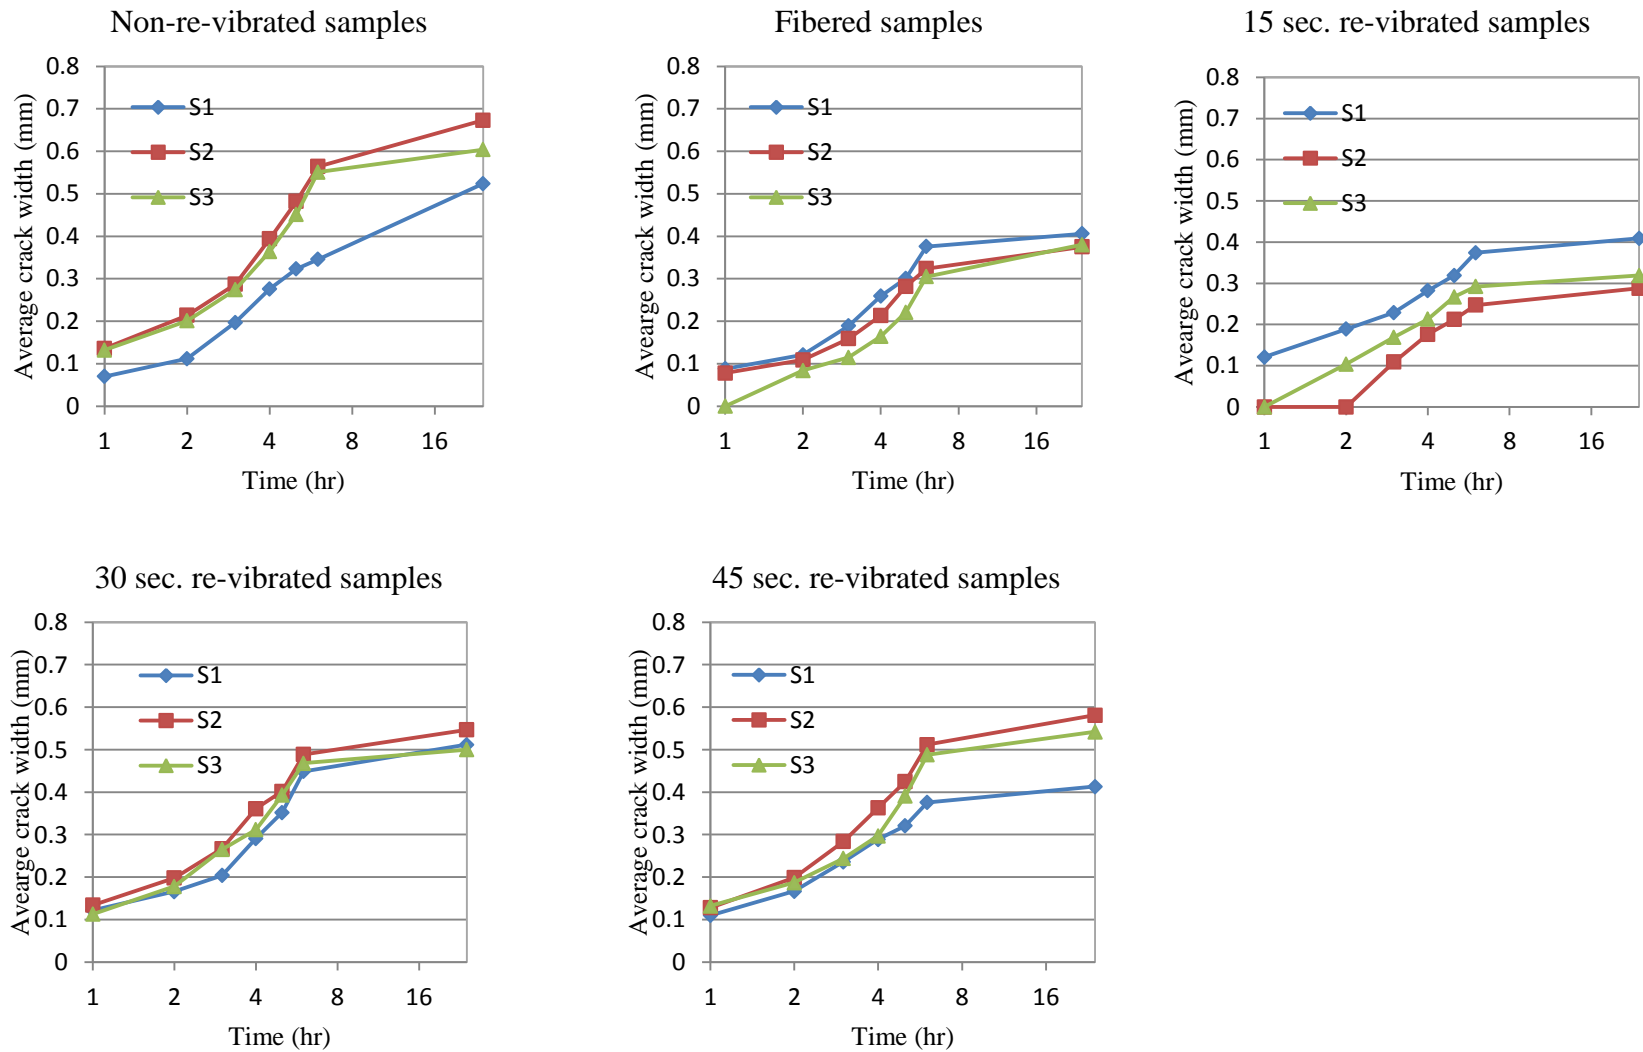 Non-re-vibrated samples
Average crack width (mm)
0.8
0.7
0.6
0.5
0.4
0.3
0.2
0.1
0
S1
S2
S3
1 2 4 8 16
Time (hr)
Fibered samples
Avearge crack width (mm)
0.8
0.7
0.6
0.5
0.4
0.3
0.2
0.1
0
S1
S2
S3
1 2 4 8 16
Time (hr)
15 sec. re-vibrated samples
Avearge crack width (mm)
0.8
0.7
0.6
0.5
0.4
0.3
0.2
0.1
0
S1
S2
S3
1 2 4 8 16
Time (hr)
30 sec. re-vibrated samples
Avearge crack width (mm)
0.8
0.7
0.6
0.5
0.4
0.3
0.2
0.1
0
S1
S2
S3
1 2 4 8 16
Time (hr)
45 sec. re-vibrated samples
Average crack width (mm)
0.8
0.7
0.6
0.5
0.4
0.3
0.2
0.1
0
S1
S2
S3
1 2 4 8 16
Time (hr)